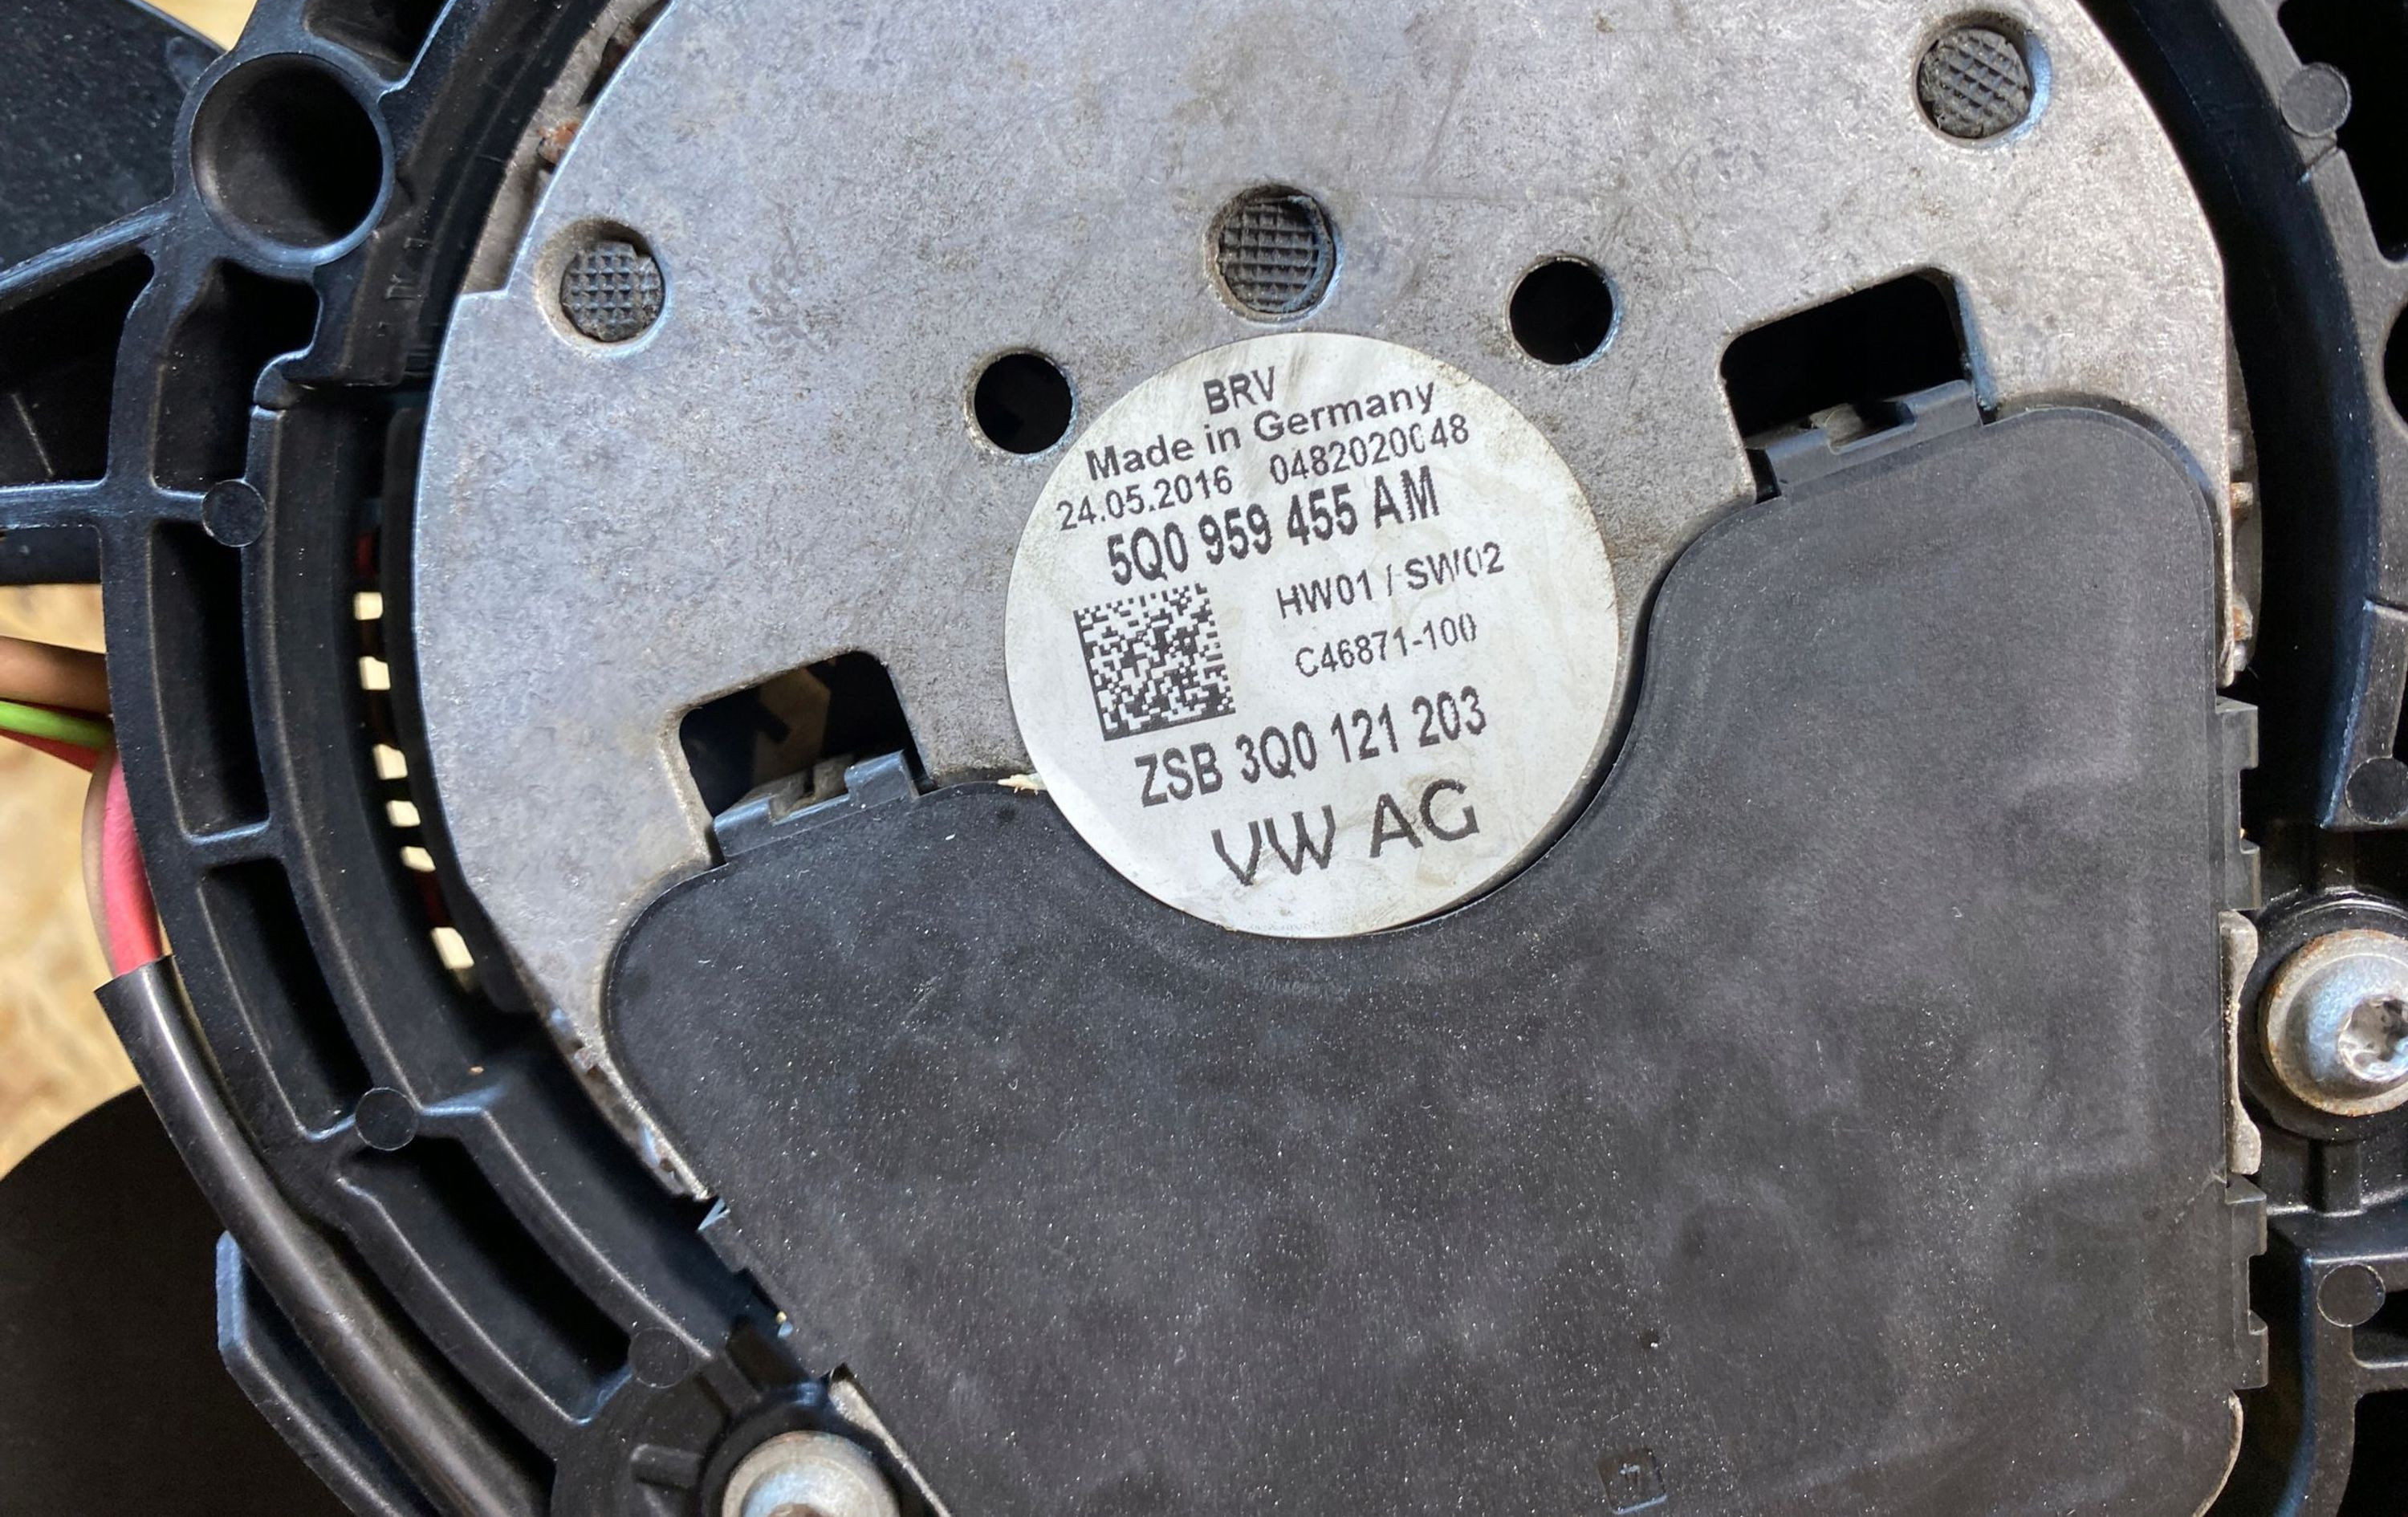 BRV
Made in Germany
24.05.2016 0482020048
5Q0 959 455 AM
HW01 / SW02
C46871-100
ZSB 3Q0 121 203
VW AG
4